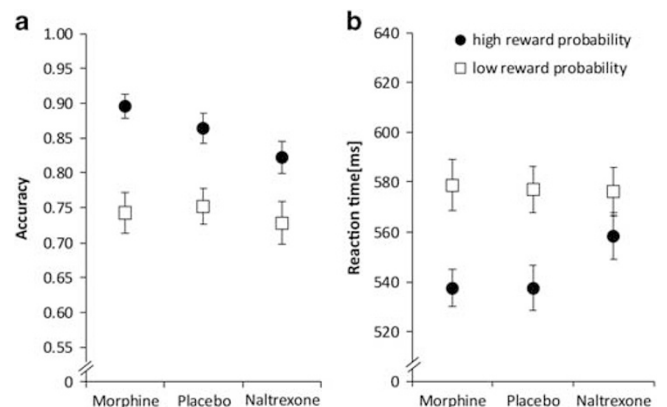 a
Accuracy
1.00
0.95
0.90
0.85
0.80
0.75
0.70
0.65
0.60
0.55
0
Morphine Placebo Naltrexone
b
Reaction time[ms]
high reward probability
low reward probability
640
620
600
580
560
540
520
0
Morphine Placebo Naltrexone